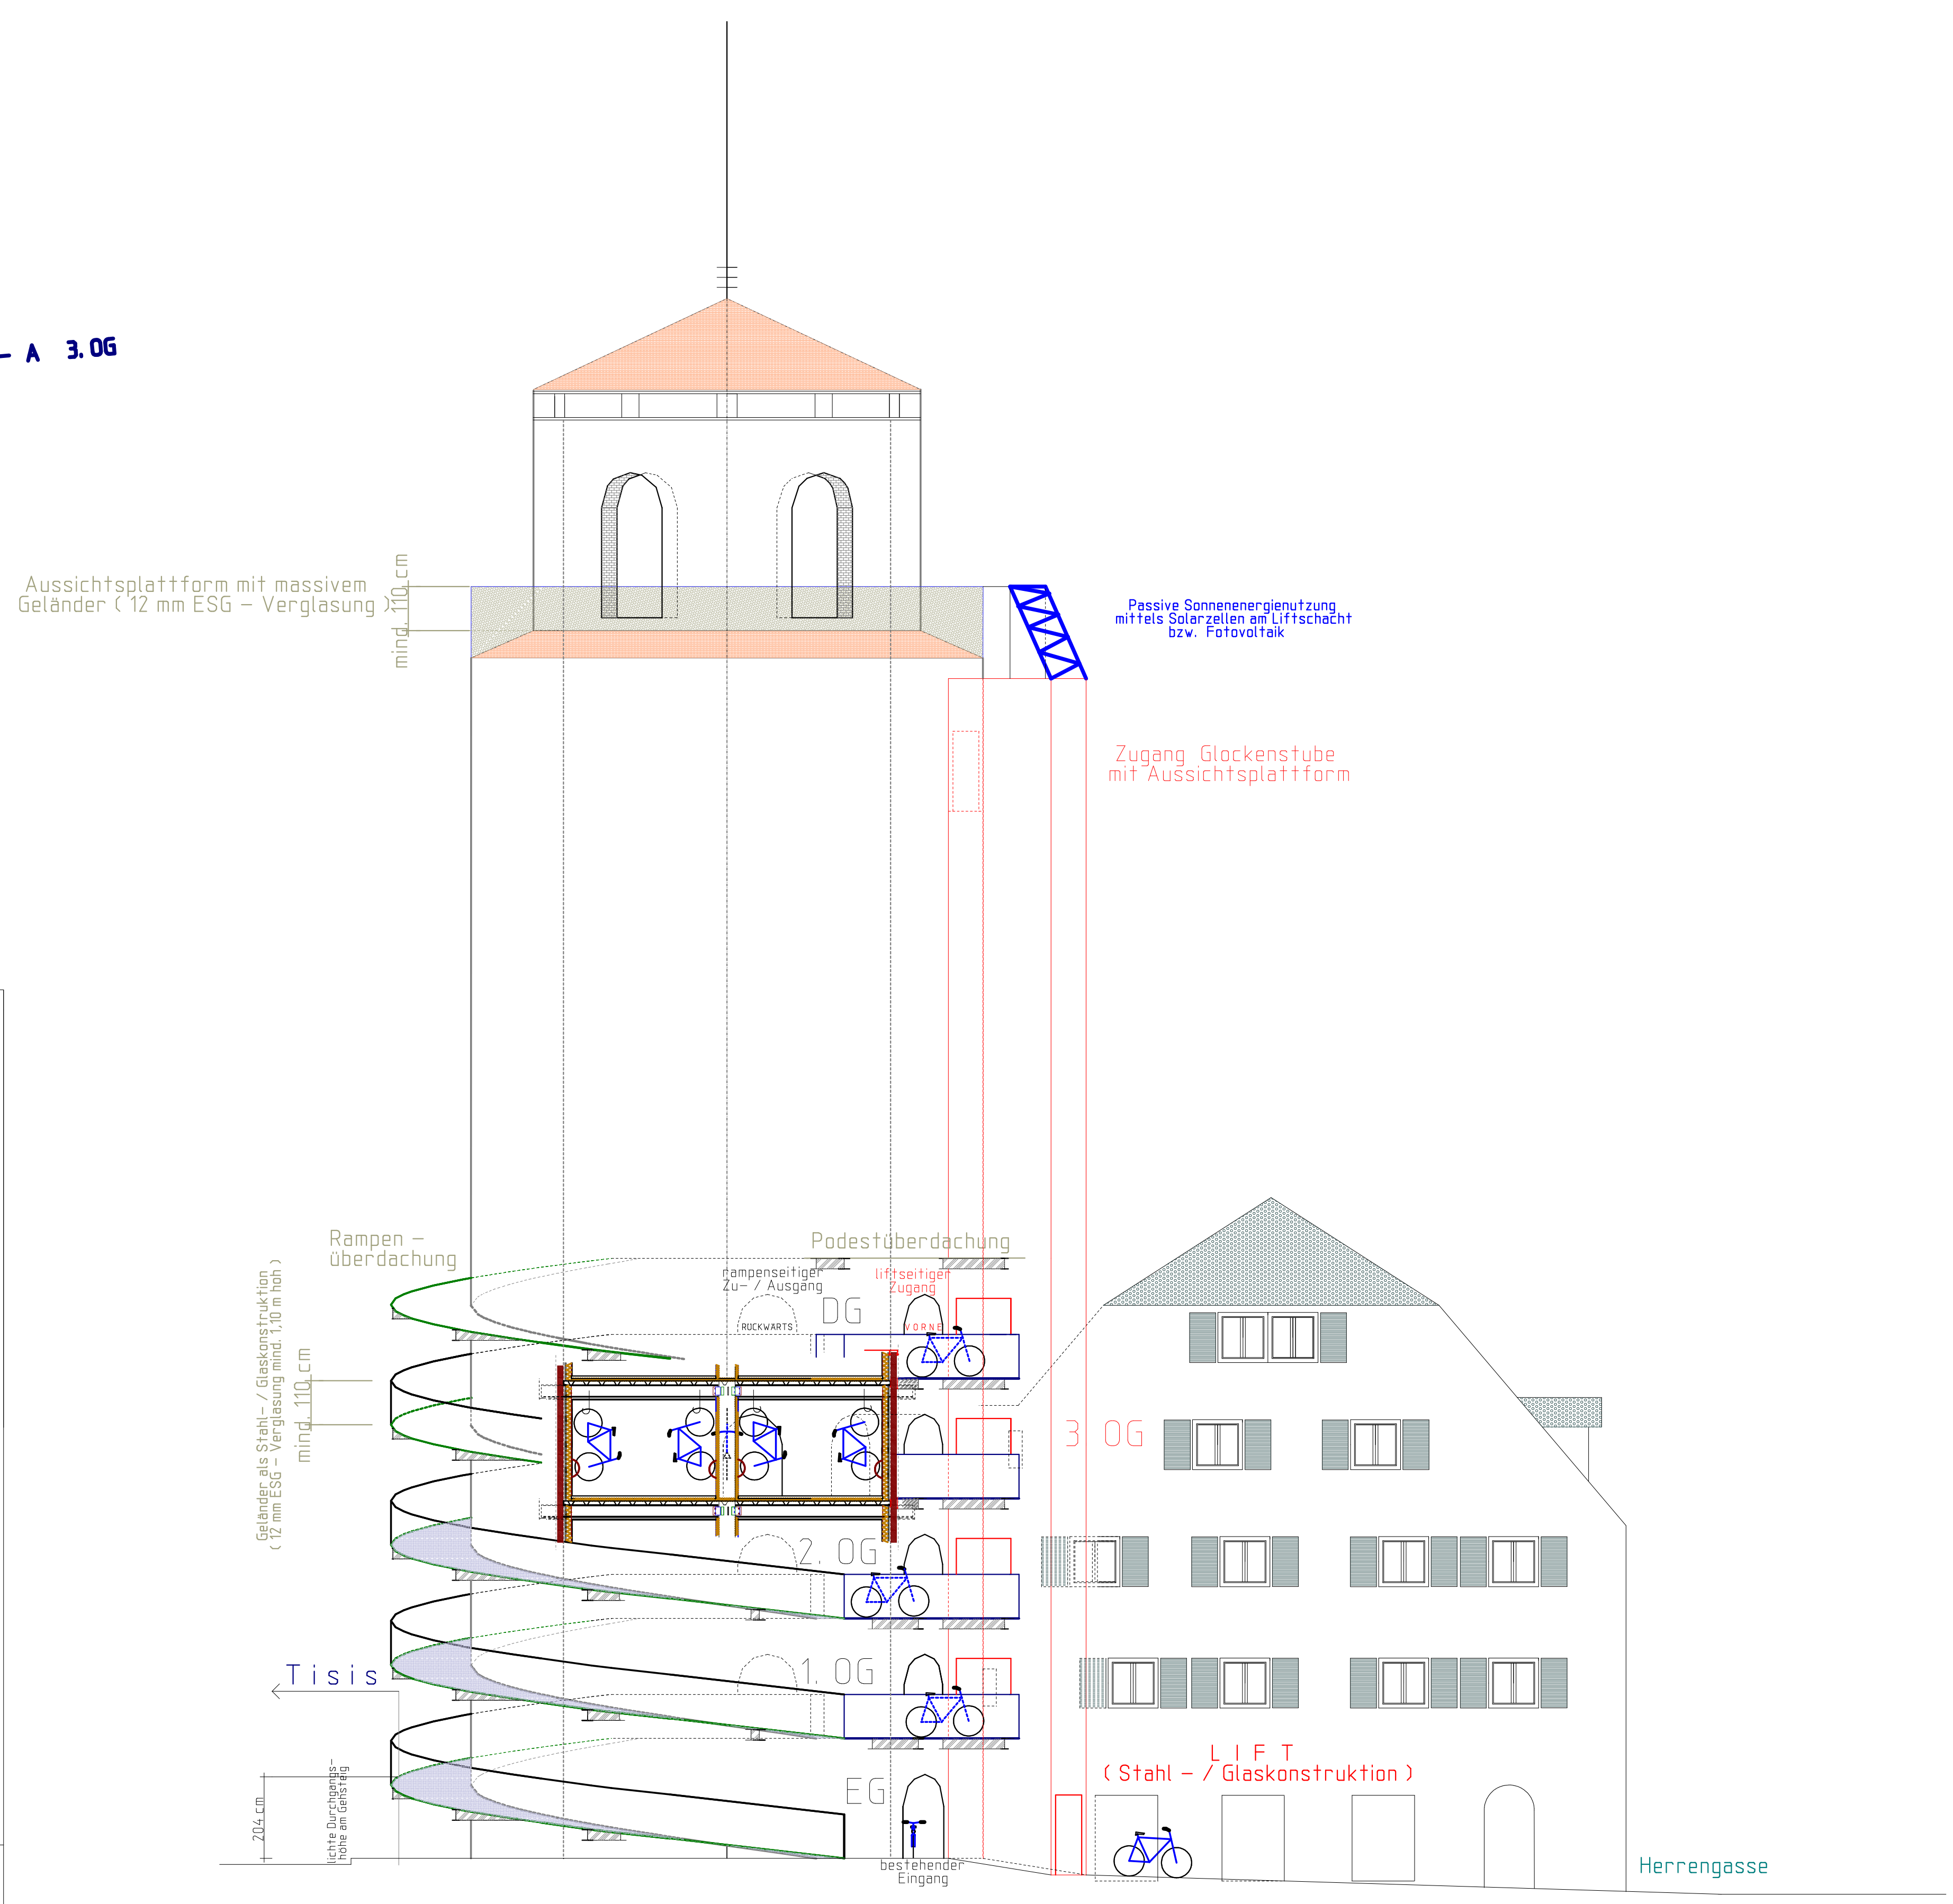 – A 3. OG
Aussichtsplattform mit massivem
Geländer ( 12 mm ESG – Verglasung )
mind. 110 cm
Passive Sonnenenergienutzung
mittels Solarzellen am Liftschacht
bzw. Fotovoltaik
Zugang Glockenstube
mit Aussichtsplattform
Rampen –
überdachung
Podestüberdachung
rampenseitiger
Zu– / Ausgang
liftseitiger
Zugang
DG
RÜCKWÄRTS
VORNE
Geländer als Stahl– / Glaskonstruktion
( 12 mm ESG – Verglasung mind. 1,10 m hoh )
mind. 110 cm
3. OG
2. OG
1. OG
Tisis
LIFT
( Stahl – / Glaskonstruktion )
EG
204 cm
lichte Durchgangs–
höhe am Gehsteig
bestehender
Eingang
Herrengasse